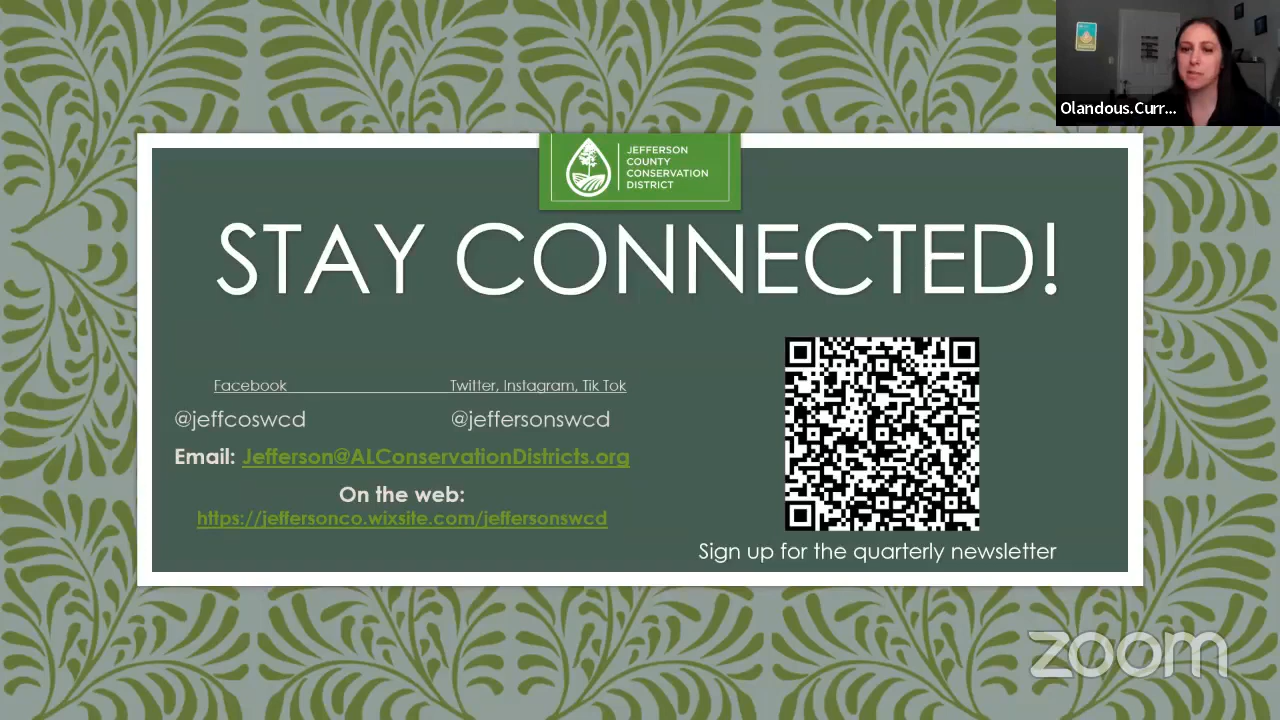 Olandous.Curr...
JEFFERSON
COUNTY
CONSERVATION
DISTRICT
STAY CONNECTED!
Facebook Twitter, Instagram, Tik Tok
@jeffcoswcd @jeffersonswcd
Email: Jefferson@ALConservationDistricts.org
On the web:
https://jeffersonco.wixsite.com/jeffersonswcd
Sign up for the quarterly newsletter
zoom